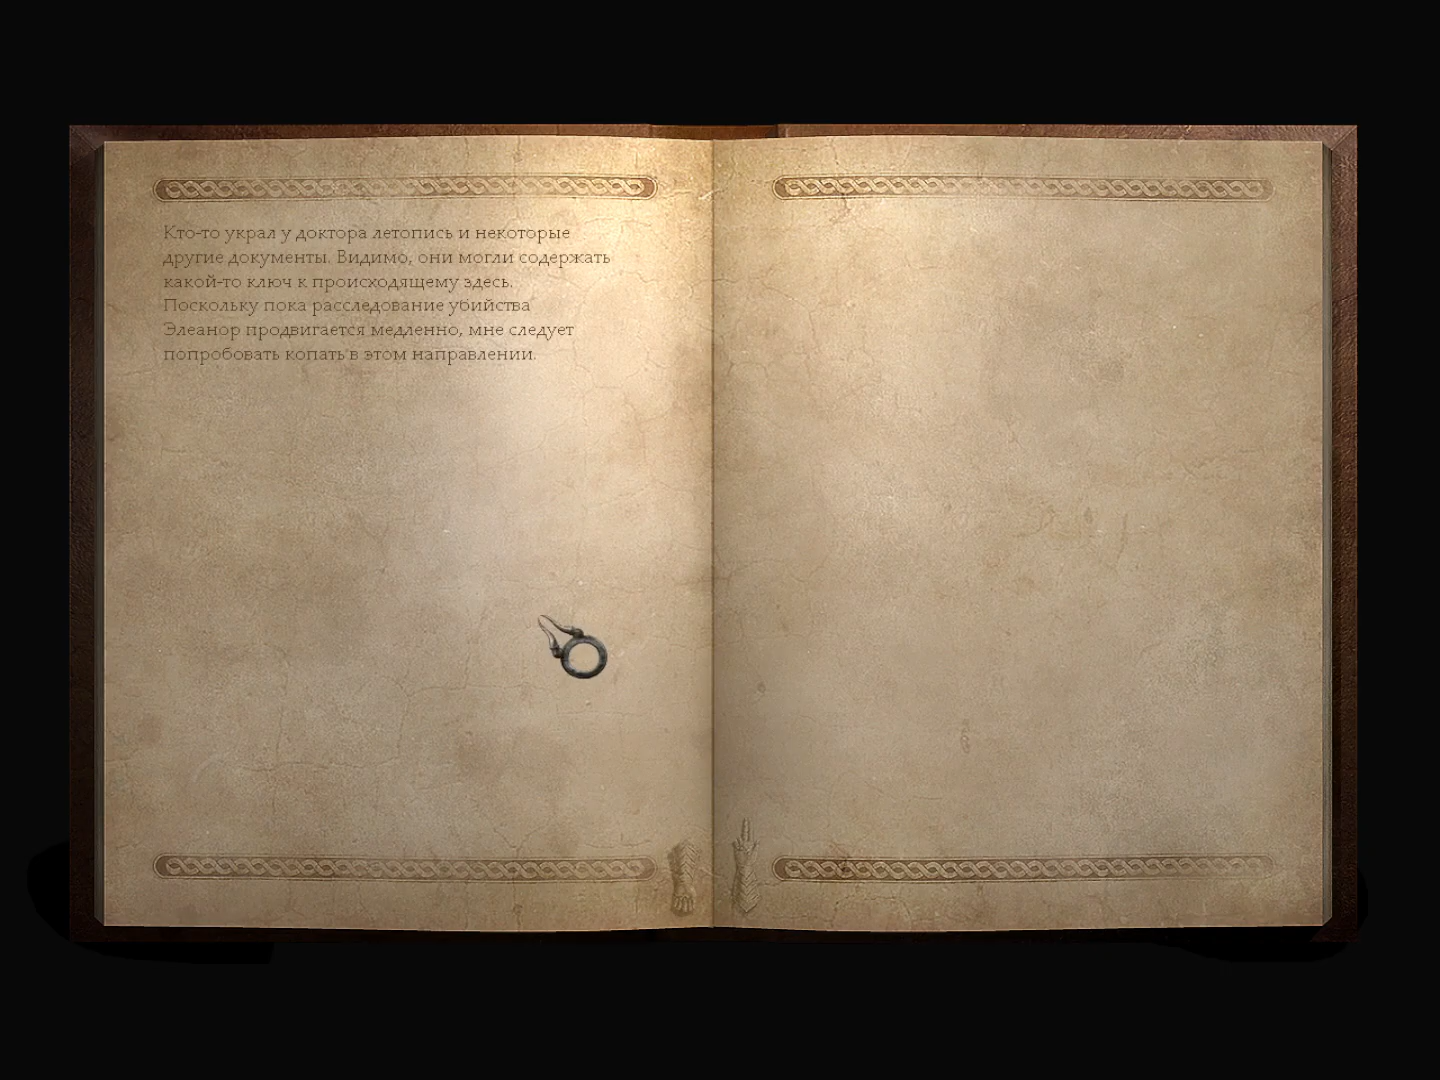 Кто-то украл у доктора летопись и некоторые
другие документы. Видимо, они могли содержать
какой-то ключ к происходящему здесь.
Поскольку пока расследование убийства
Элеанор продвигается медленно, мне следует
попробовать копать в этом направлении.